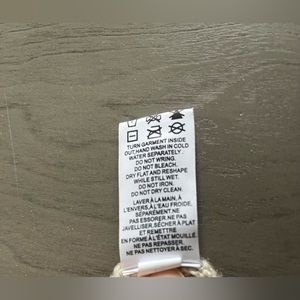 TURN GARMENT INSIDE
OUT.HAND WASH IN COLD
WATER SEPARATELY.
DO NOT WRING.
DO NOT BLEACH.
DRY FLAT AND RESHAPE
WHILE STILL WET.
DO NOT IRON.
DO NOT DRY CLEAN.
LAVER À LA MAIN, À
L'ENVERS,À L'EAU FROIDE,
SÉPARÉMENT.NE
PAS ESSORER.NE PAS
JAVELLISER,SÉCHER À PLAT
ET REMETTRE
EN FORME À L'ÉTAT MOUILLÉ.
NE PAS REPASSER.
NE PAS NETTOYER À SEC.